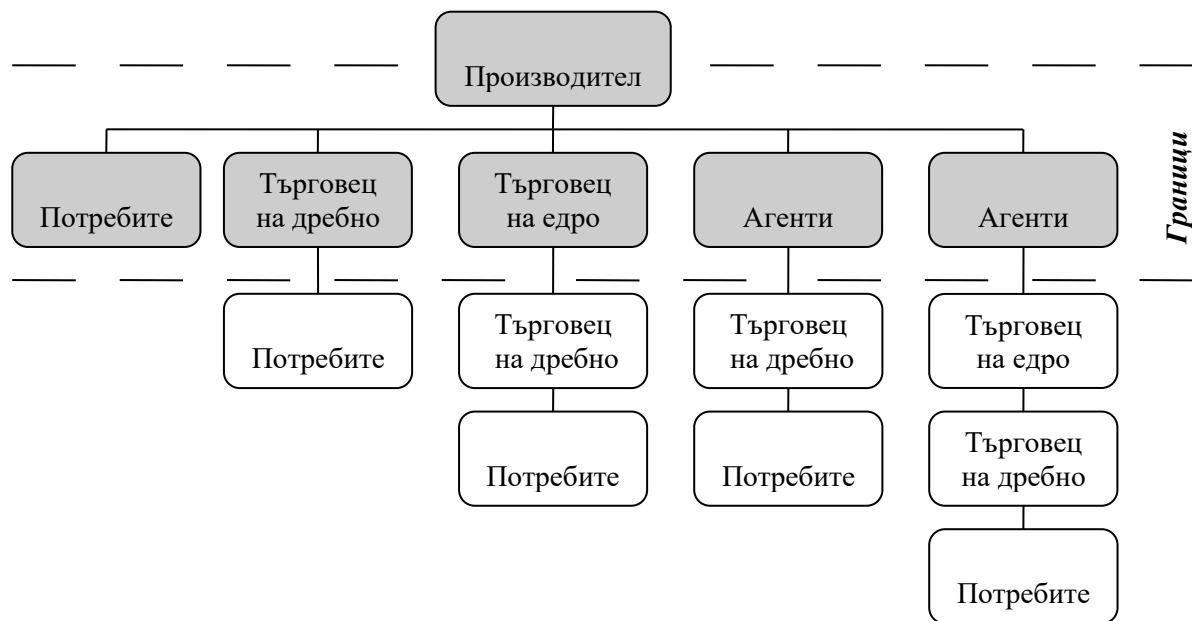 Производител
Потребите
Търговец
на дребно
Търговец
на едро
Агенти
Агенти
Граници
Потребите
Търговец
на дребно
Търговец
на дребно
Търговец
на едро
Потребите
Потребите
Търговец
на дребно
Потребите